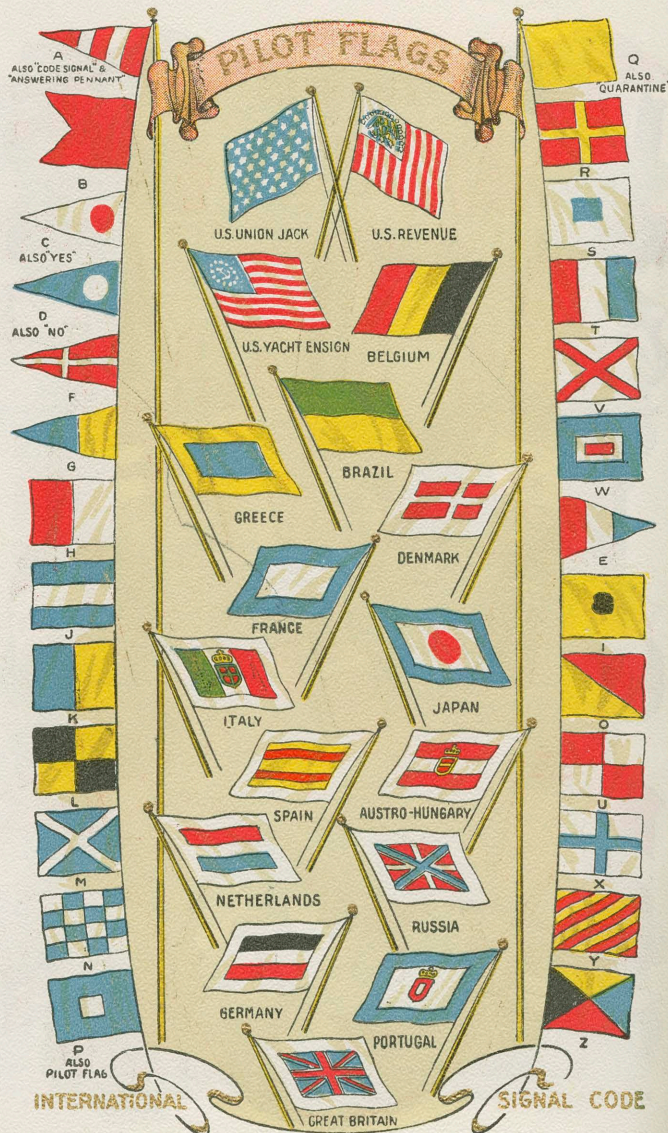 PILOT FLAGS
A
ALSO "CODE SIGNAL" &
"ANSWERING PENNANT"
B
C
ALSO "YES"
D
ALSO "NO"
F
G
H
J
K
L
M
N
P
ALSO
PILOT FLAG
U.S. UNION JACK
U.S. REVENUE
U.S. YACHT ENSIGN
BELGIUM
BRAZIL
GREECE
DENMARK
FRANCE
ITALY
JAPAN
SPAIN
AUSTRO-HUNGARY
NETHERLANDS
RUSSIA
GERMANY
PORTUGAL
GREAT BRITAIN
Q
ALSO
"QUARANTINE"
R
S
T
V
W
E
I
O
U
X
Y
Z
INTERNATIONAL SIGNAL CODE